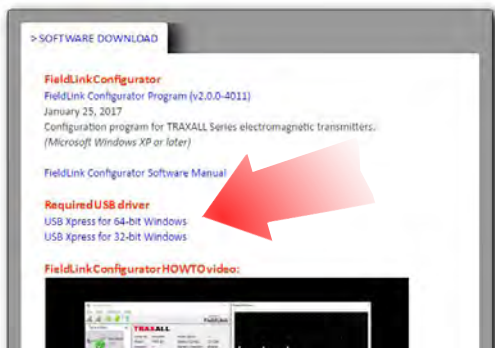 > SOFTWARE DOWNLOAD
FieldLink Configurator
FieldLink Configurator Program (v2.0.0-4011)
January 25, 2017
Configuration program for TRAXALL Series electromagnetic transmitters.
(Microsoft Windows XP or later)
FieldLink Configurator Software Manual
Required USB driver
USB Xpress for 64-bit Windows
USB Xpress for 32-bit Windows
FieldLink Configurator HOWTO video:
TRAXALL
FieldLink